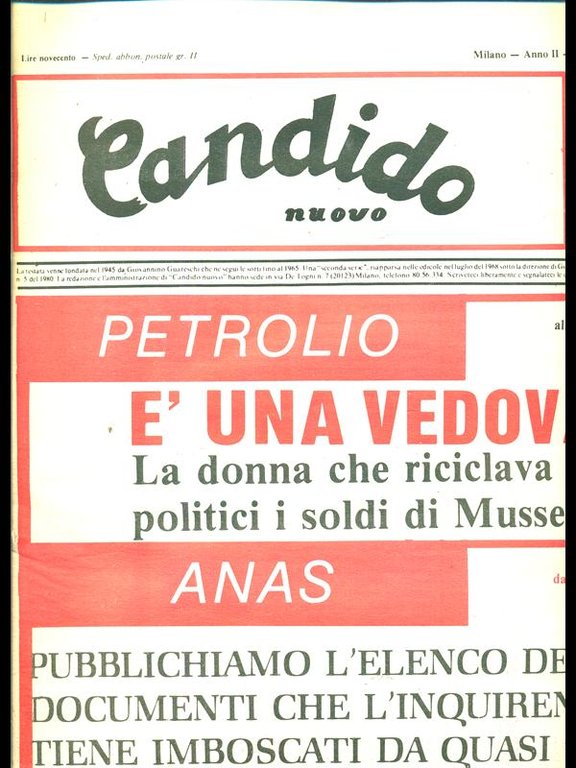 Lire novecento — Sped. abbon. postale gr. II
Milano — Anno II -
Candido
nuovo
La testata venne fondata nel 1945 da Giovannino Guareschi che ne seguì le sorti fino al 1965. Una "seconda serie", riapparsa nelle edicole nel luglio del 1968 sotto la direzione di G
n. 5 del 1980. La redazione e l'amministrazione di "Candido nuovo" hanno sede in via De Togni n. 7 (20123) Milano, telefono 80 56 334. Scriveteci liberamente e segnalateci le
PETROLIO
al
E' UNA VEDOVA
La donna che riciclava
politici i soldi di Musse
ANAS
da
PUBBLICHIAMO L'ELENCO DE
DOCUMENTI CHE L'INQUIREN
TIENE IMBOSCATI DA QUASI